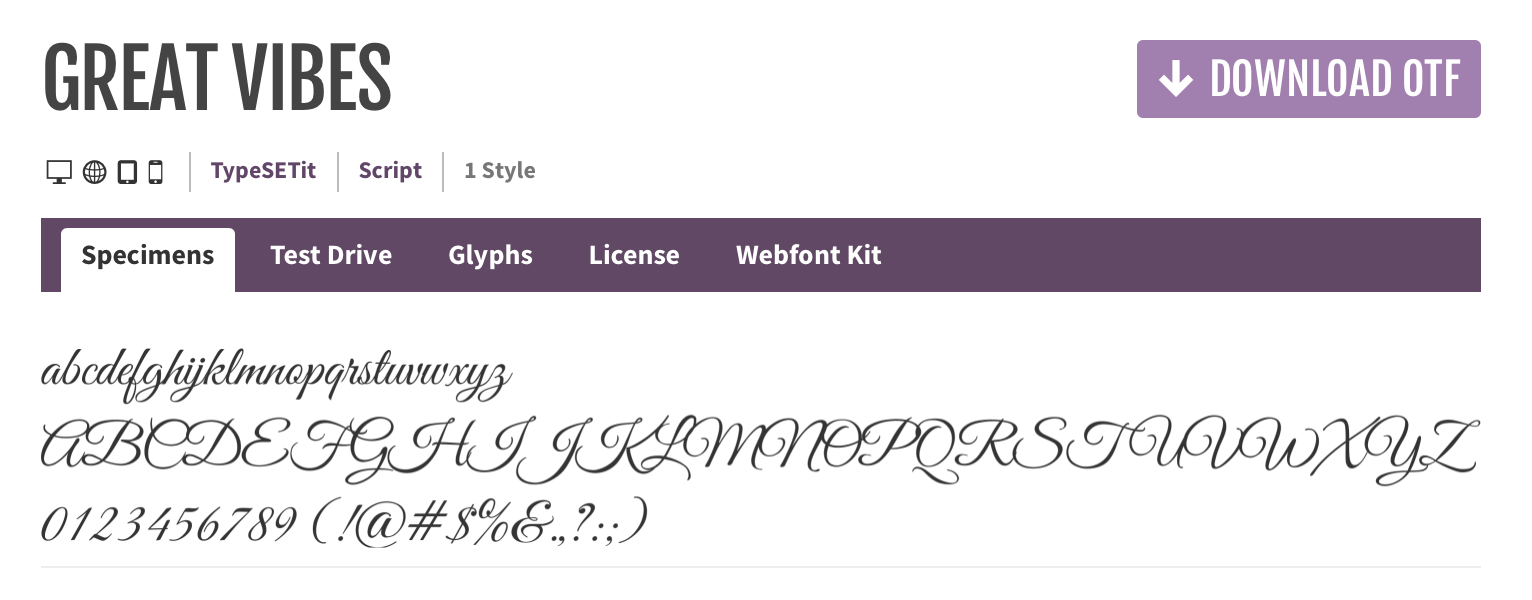 GREAT VIBES
DOWNLOAD OTF
TypeSETit
Script
1 Style
Specimens
Test Drive
Glyphs
License
Webfont Kit
abcdefghijklmnopqrstuvwxyz
ABCDEFGHIJKLMNOPQRSTUVWXYZ
0123456789 (!@#$%&.,?:;)